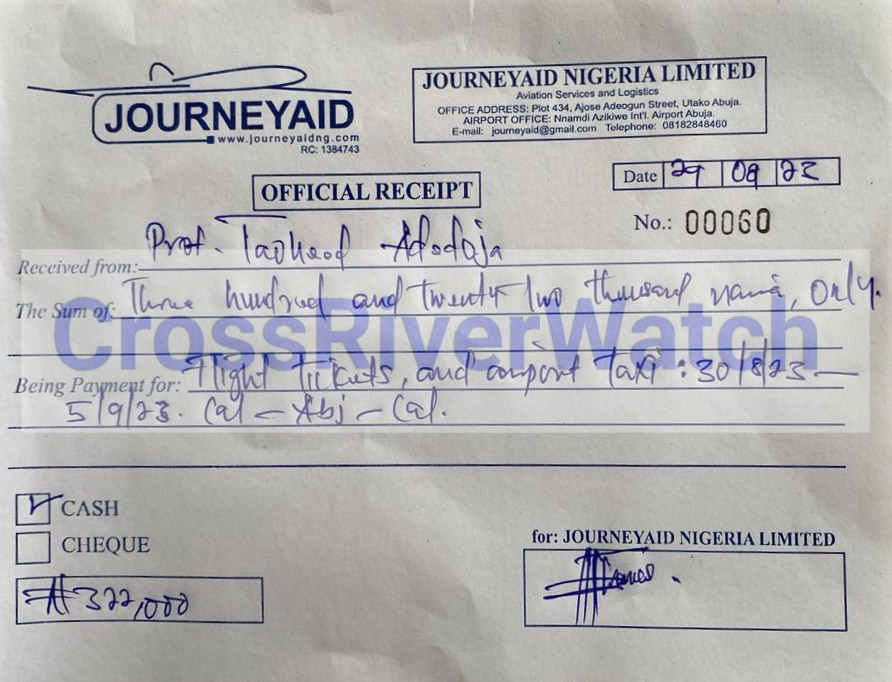 JOURNEYAID
www.journeyaidng.com
RC: 1384743
JOURNEYAID NIGERIA LIMITED
Aviation Services and Logistics
OFFICE ADDRESS: Plot 434, Ajose Adeogun Street, Utako Abuja.
AIRPORT OFFICE: Nnamdi Azikiwe Int'l. Airport Abuja.
E-mail: journeyaid@gmail.com Telephone: 08182848460
OFFICIAL RECEIPT
Date 29 09 23
No.: 00060
Received from: Prof. Taoheed Adedoja
The Sum of: Three hundred and twenty two thousand naira, only.
CrossRiverWatch
Being Payment for: Flight Tickets, and airport Taxi : 30/8/23 —
5/9/23. Cal – Abj – Cal.
CASH
CHEQUE
₦322,000
for: JOURNEYAID NIGERIA LIMITED